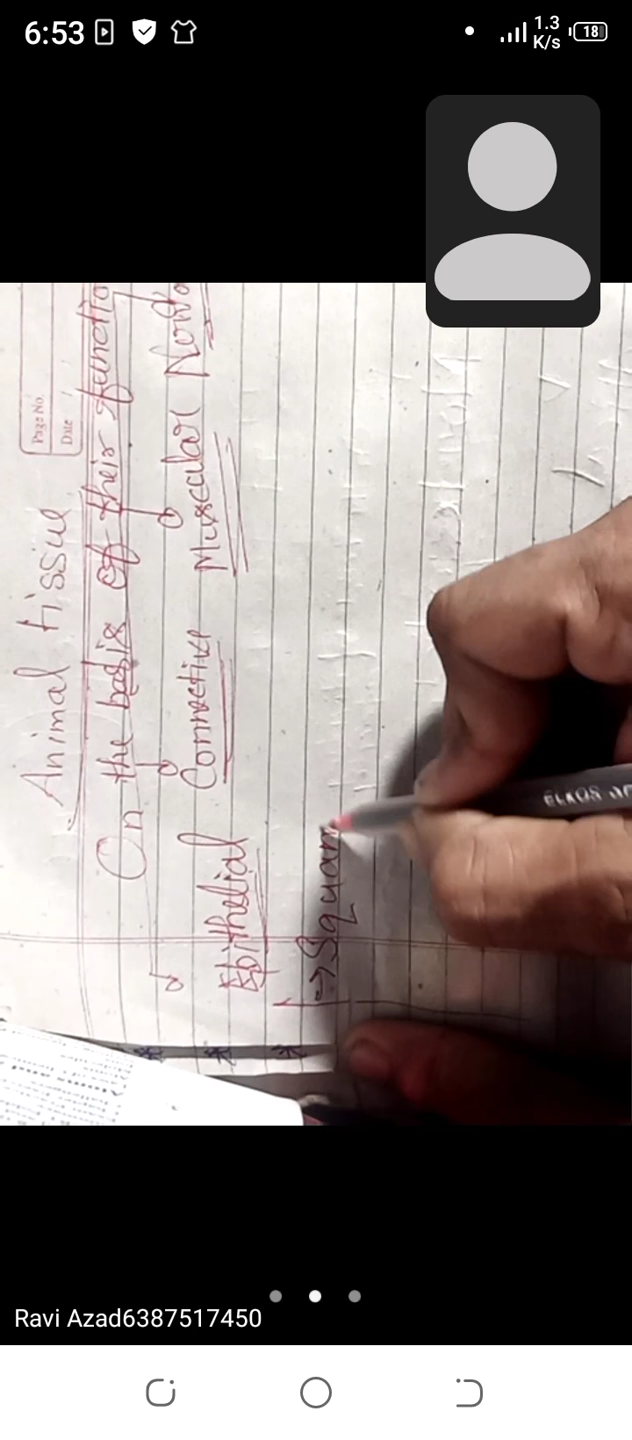 6:53
1.3
K/s
18
Page No.
Date
Animal tissue
On the basis of their functio
Epithelial Connective Muscular
→ Squam
ELKOS
Ravi Azad6387517450